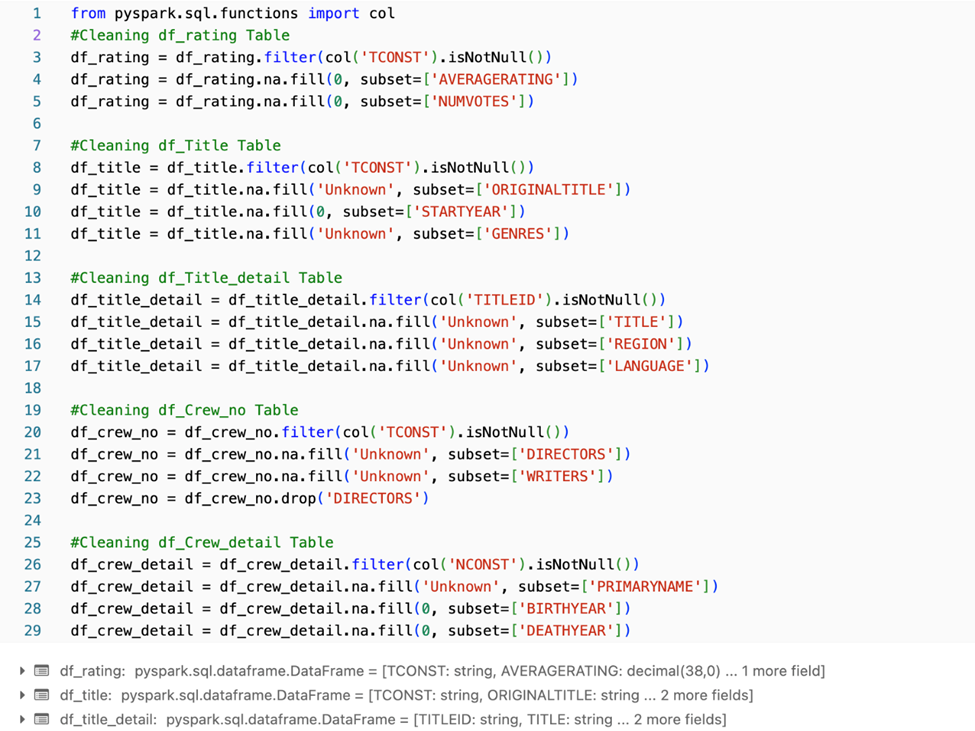 1 from pyspark.sql.functions import col
2 #Cleaning df_rating Table
3 df_rating = df_rating.filter(col('TCONST').isNotNull())
4 df_rating = df_rating.na.fill(0, subset=['AVERAGERATING'])
5 df_rating = df_rating.na.fill(0, subset=['NUMVOTES'])
6
7 #Cleaning df_Title Table
8 df_title = df_title.filter(col('TCONST').isNotNull())
9 df_title = df_title.na.fill('Unknown', subset=['ORIGINALTITLE'])
10 df_title = df_title.na.fill(0, subset=['STARTYEAR'])
11 df_title = df_title.na.fill('Unknown', subset=['GENRES'])
12
13 #Cleaning df_Title_detail Table
14 df_title_detail = df_title_detail.filter(col('TITLEID').isNotNull())
15 df_title_detail = df_title_detail.na.fill('Unknown', subset=['TITLE'])
16 df_title_detail = df_title_detail.na.fill('Unknown', subset=['REGION'])
17 df_title_detail = df_title_detail.na.fill('Unknown', subset=['LANGUAGE'])
18
19 #Cleaning df_Crew_no Table
20 df_crew_no = df_crew_no.filter(col('TCONST').isNotNull())
21 df_crew_no = df_crew_no.na.fill('Unknown', subset=['DIRECTORS'])
22 df_crew_no = df_crew_no.na.fill('Unknown', subset=['WRITERS'])
23 df_crew_no = df_crew_no.drop('DIRECTORS')
24
25 #Cleaning df_Crew_detail Table
26 df_crew_detail = df_crew_detail.filter(col('NCONST').isNotNull())
27 df_crew_detail = df_crew_detail.na.fill('Unknown', subset=['PRIMARYNAME'])
28 df_crew_detail = df_crew_detail.na.fill(0, subset=['BIRTHYEAR'])
29 df_crew_detail = df_crew_detail.na.fill(0, subset=['DEATHYEAR'])
df_rating: pyspark.sql.dataframe.DataFrame = [TCONST: string, AVERAGERATING: decimal(38,0) ... 1 more field]
df_title: pyspark.sql.dataframe.DataFrame = [TCONST: string, ORIGINALTITLE: string ... 2 more fields]
df_title_detail: pyspark.sql.dataframe.DataFrame = [TITLEID: string, TITLE: string ... 2 more fields]